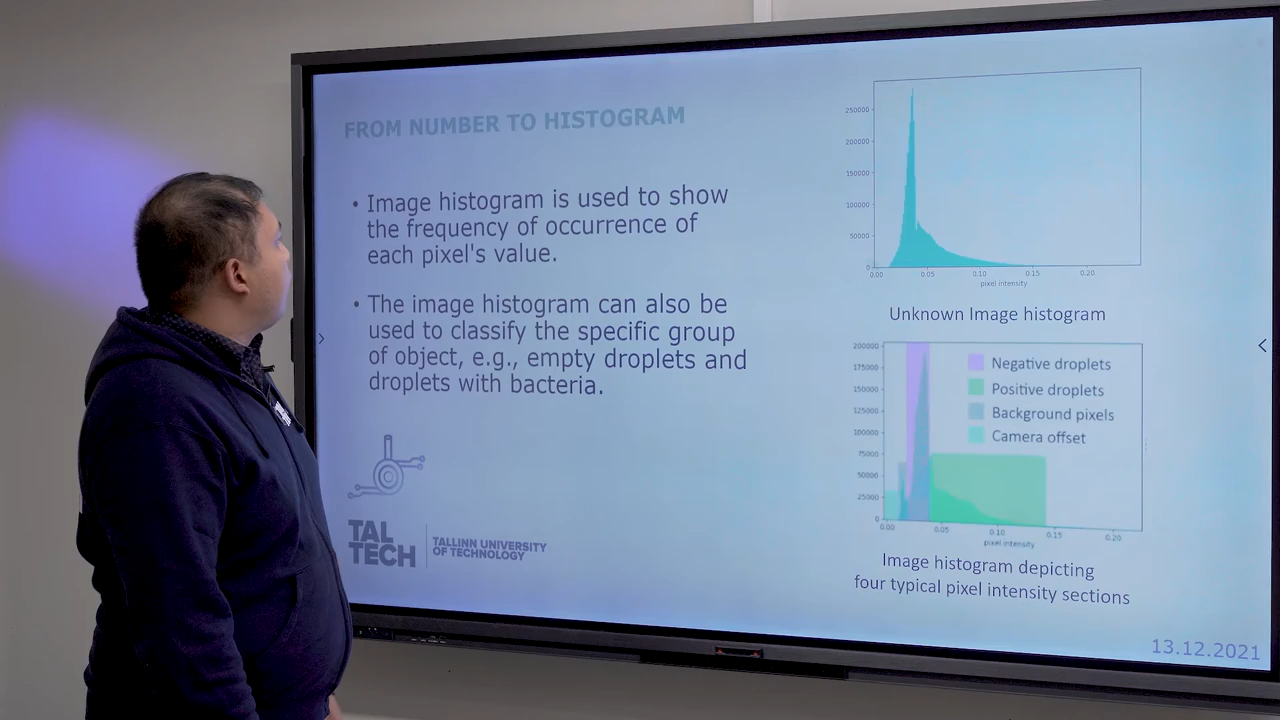 FROM NUMBER TO HISTOGRAM
• Image histogram is used to show
the frequency of occurrence of
each pixel's value.
• The image histogram can also be
used to classify the specific group
of object, e.g., empty droplets and
droplets with bacteria.
TAL
TECH
TALLINN UNIVERSITY
OF TECHNOLOGY
250000
200000
150000
100000
50000
0
0.00 0.05 0.10 0.15 0.20
pixel intensity
Unknown Image histogram
200000
175000
150000
125000
100000
75000
50000
25000
0
Negative droplets
Positive droplets
Background pixels
Camera offset
0.00 0.05 0.10 0.15 0.20
pixel intensity
Image histogram depicting
four typical pixel intensity sections
13.12.2021
TAL
TECH